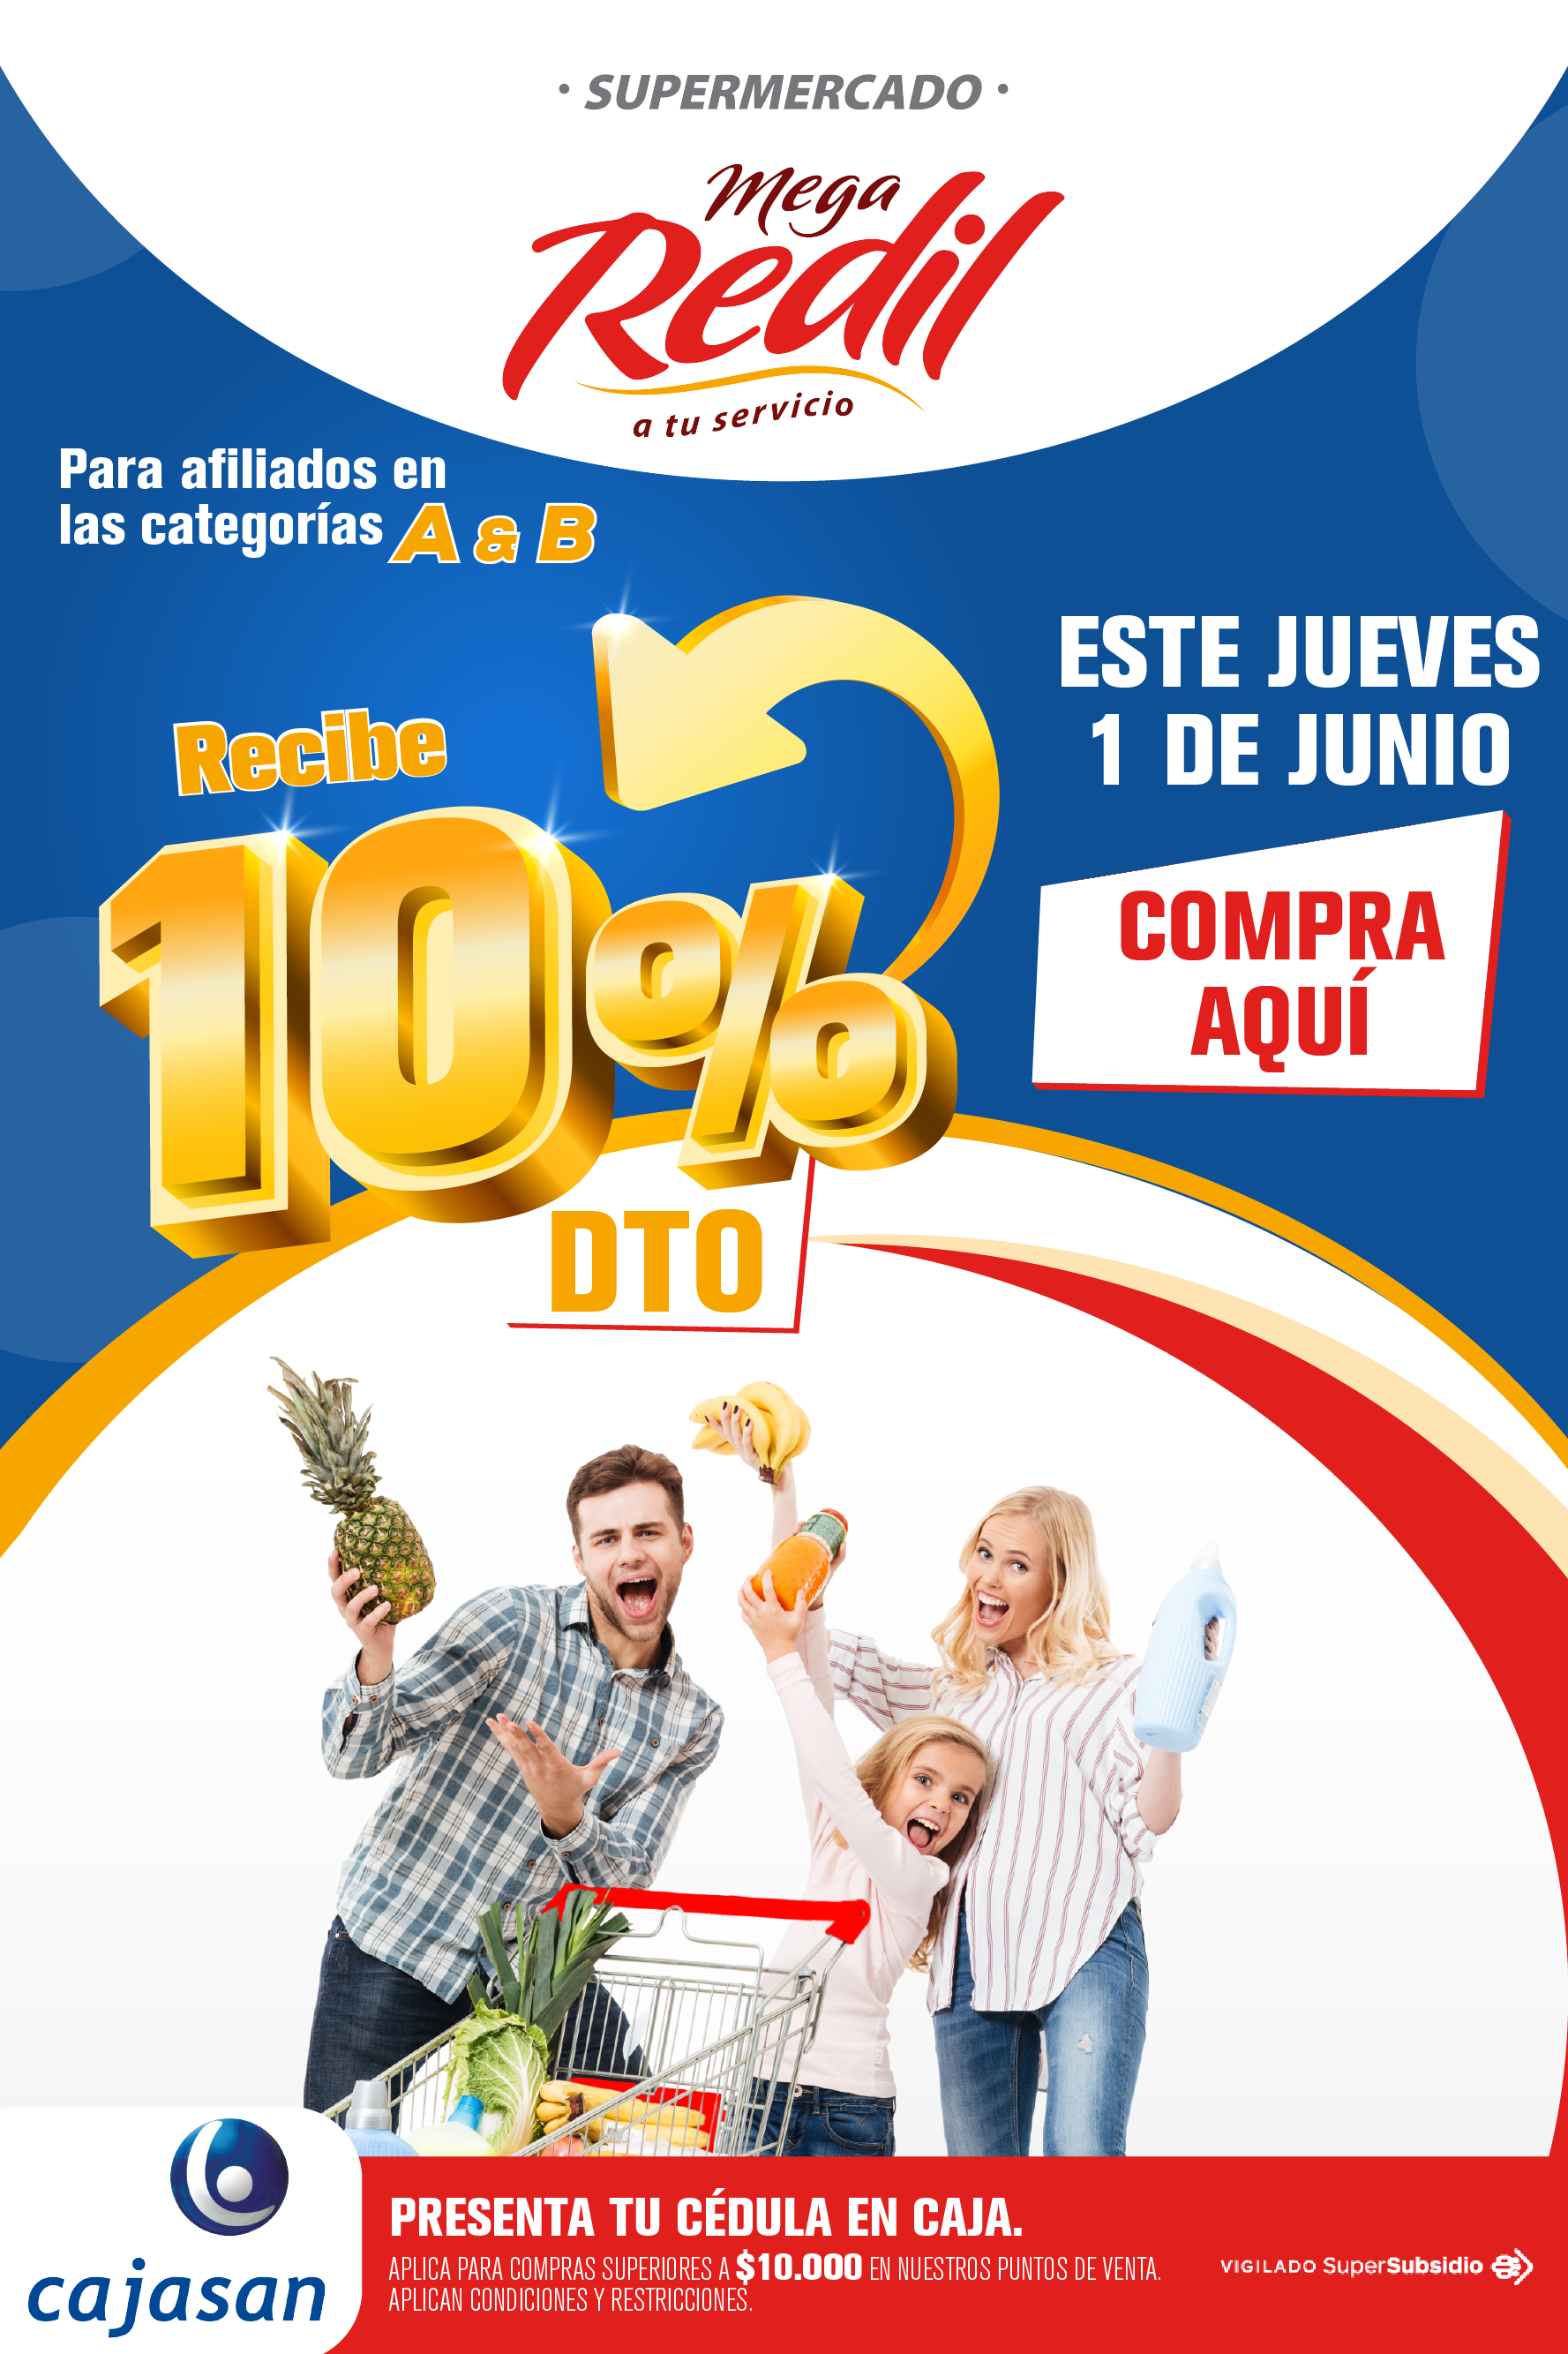 · SUPERMERCADO ·
Mega
Redil
a tu servicio
Para afiliados en
las categorías A & B
Recibe
10%
DTO
ESTE JUEVES
1 DE JUNIO
COMPRA
AQUÍ
cajasan
PRESENTA TU CÉDULA EN CAJA.
APLICA PARA COMPRAS SUPERIORES A $10.000 EN NUESTROS PUNTOS DE VENTA.
APLICAN CONDICIONES Y RESTRICCIONES.
VIGILADO SuperSubsidio